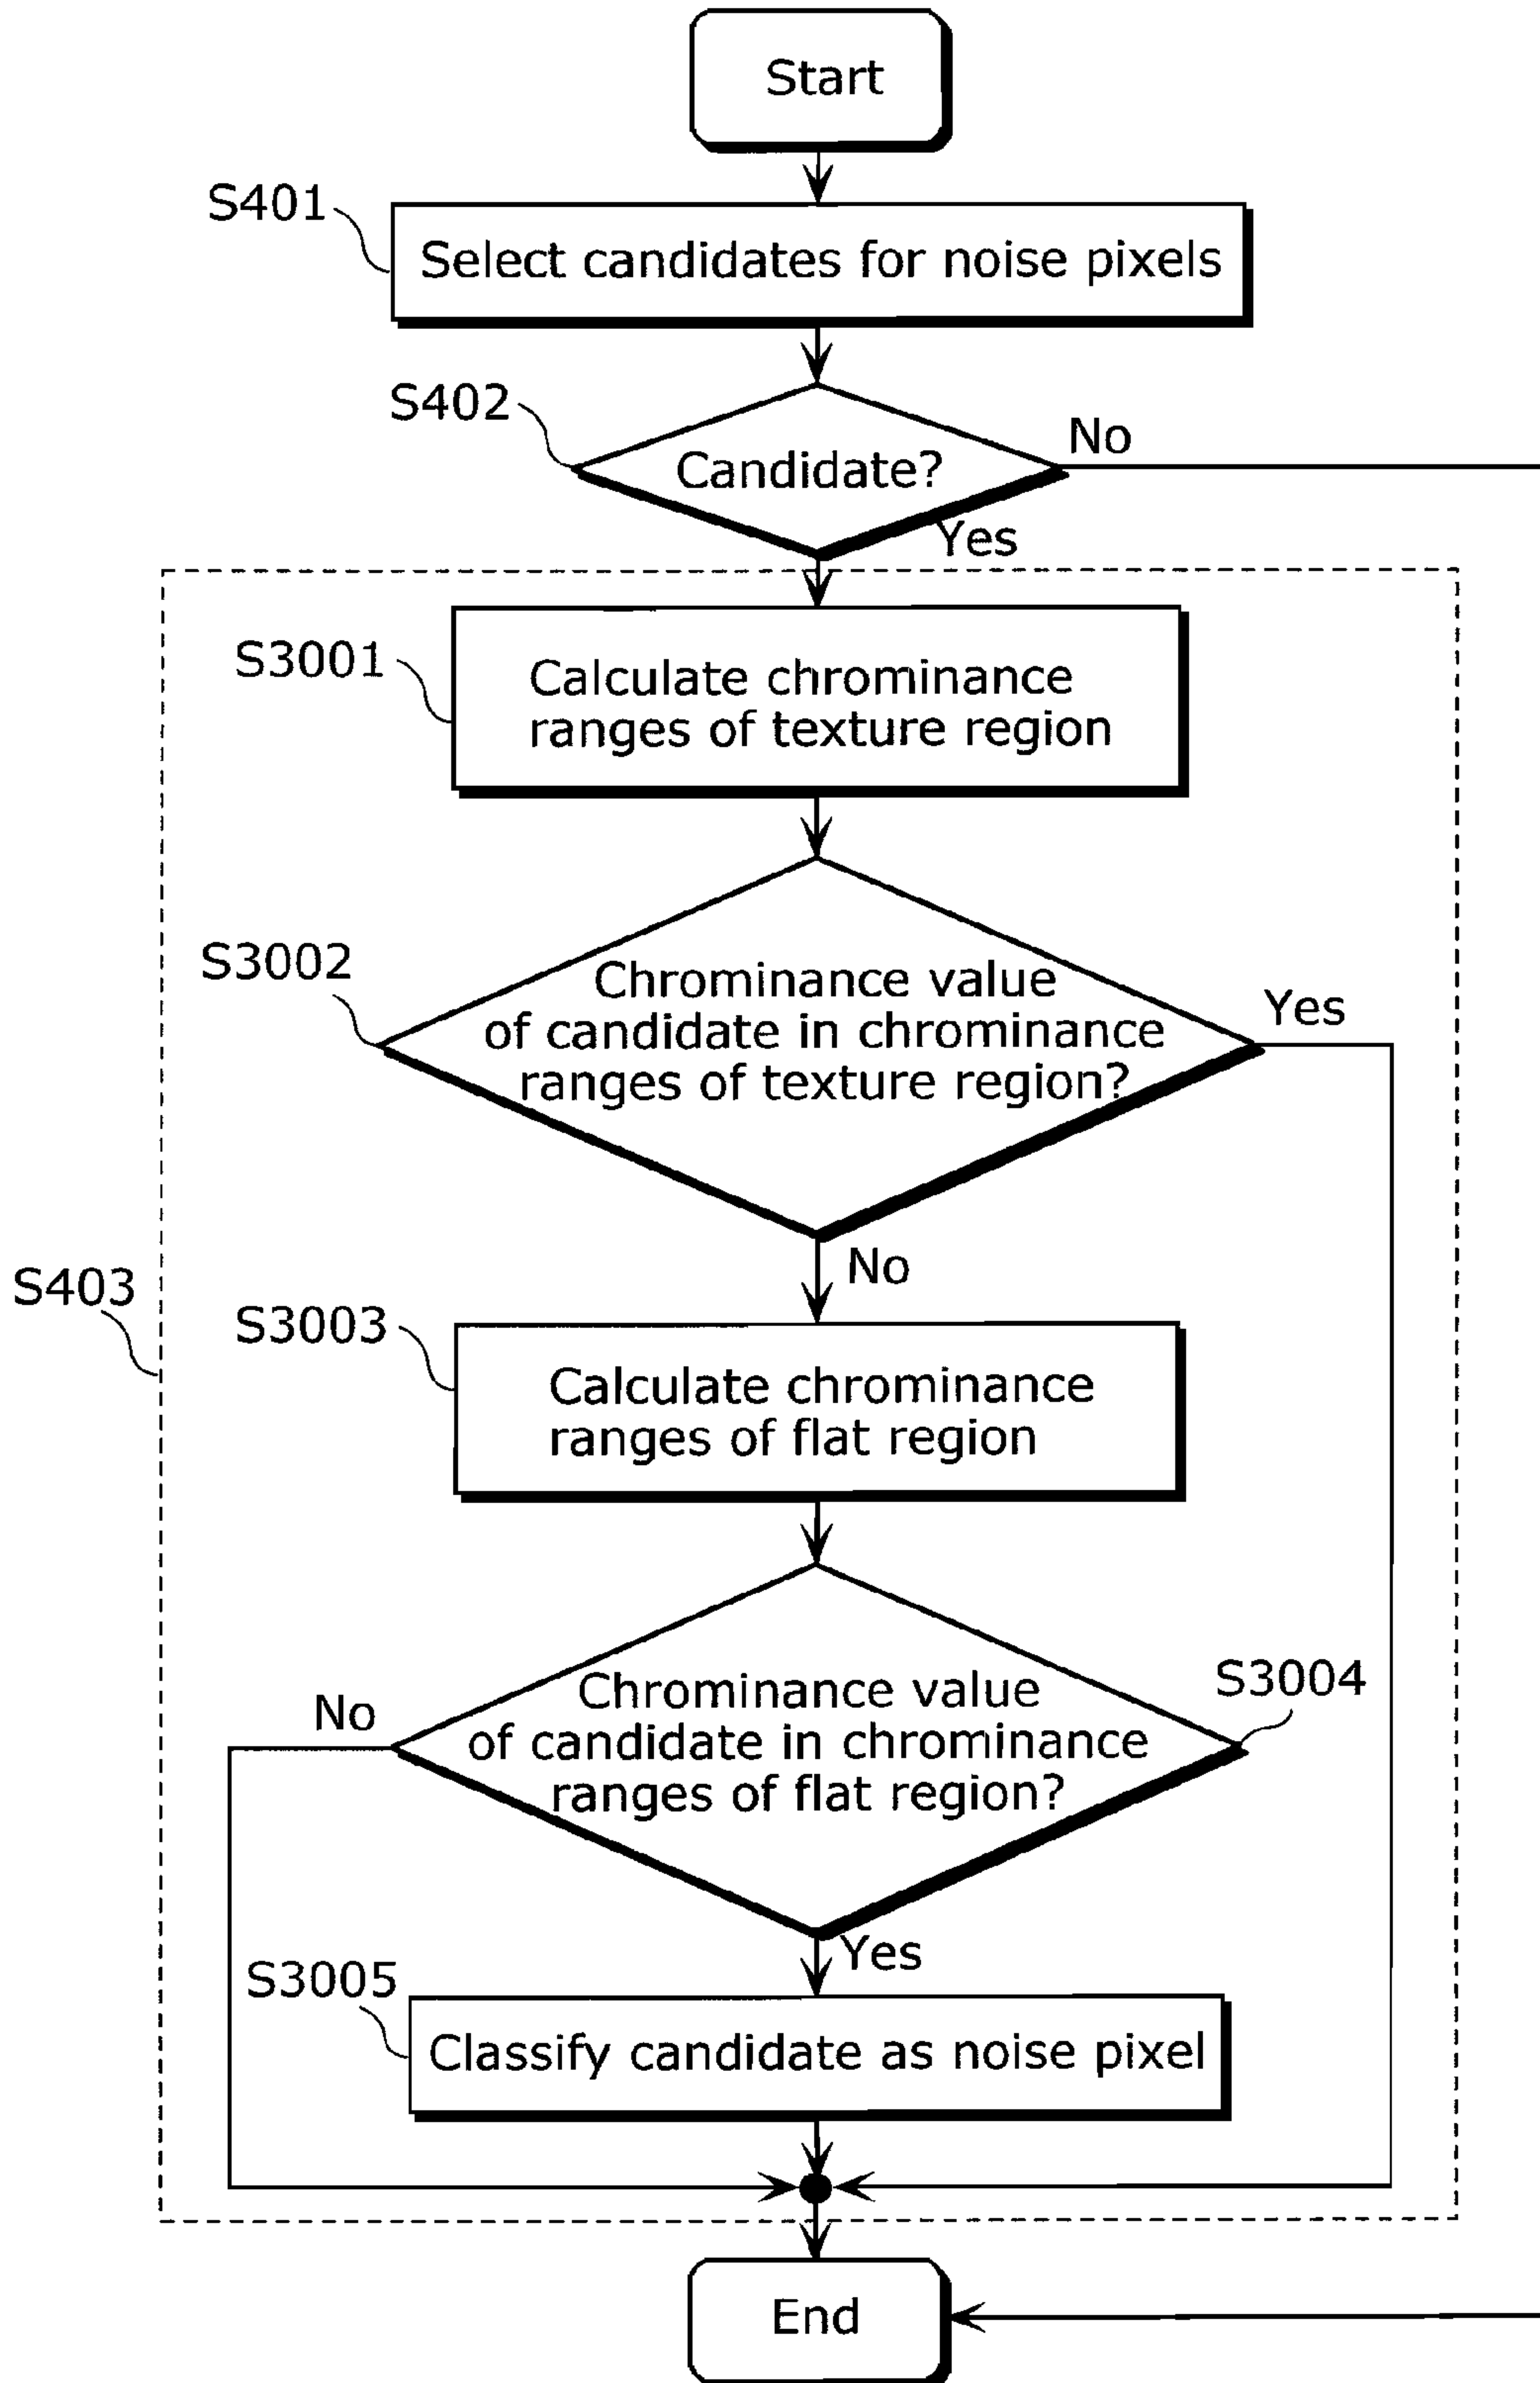 Start
S401
Select candidates for noise pixels
S402
Candidate?
No
Yes
S3001
Calculate chrominance
ranges of texture region
S3002
Chrominance value
of candidate in chrominance
ranges of texture region?
Yes
No
S403
S3003
Calculate chrominance
ranges of flat region
Chrominance value
of candidate in chrominance
ranges of flat region?
S3004
No
Yes
S3005
Classify candidate as noise pixel
End